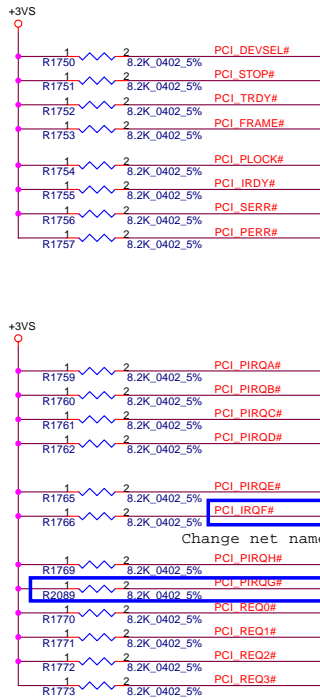 +3VS
1 2 PCI_DEVSEL#
R1750 8.2K_0402_5%
1 2 PCI_STOP#
R1751 8.2K_0402_5%
1 2 PCI_TRDY#
R1752 8.2K_0402_5%
1 2 PCI_FRAME#
R1753 8.2K_0402_5%
1 2 PCI_PLOCK#
R1754 8.2K_0402_5%
1 2 PCI_IRDY#
R1755 8.2K_0402_5%
1 2 PCI_SERR#
R1756 8.2K_0402_5%
1 2 PCI_PERR#
R1757 8.2K_0402_5%
+3VS
1 2 PCI_PIRQA#
R1759 8.2K_0402_5%
1 2 PCI_PIRQB#
R1760 8.2K_0402_5%
1 2 PCI_PIRQC#
R1761 8.2K_0402_5%
1 2 PCI_PIRQD#
R1762 8.2K_0402_5%
1 2 PCI_PIRQE#
R1765 8.2K_0402_5%
1 2 PCI_IRQF#
R1766 8.2K_0402_5%
Change net name
1 2 PCI_PIRQH#
R1769 8.2K_0402_5%
1 2 PCI_PIRQG#
R2089 8.2K_0402_5%
1 2 PCI_REQ0#
R1770 8.2K_0402_5%
1 2 PCI_REQ1#
R1771 8.2K_0402_5%
1 2 PCI_REQ2#
R1772 8.2K_0402_5%
1 2 PCI_REQ3#
R1773 8.2K_0402_5%